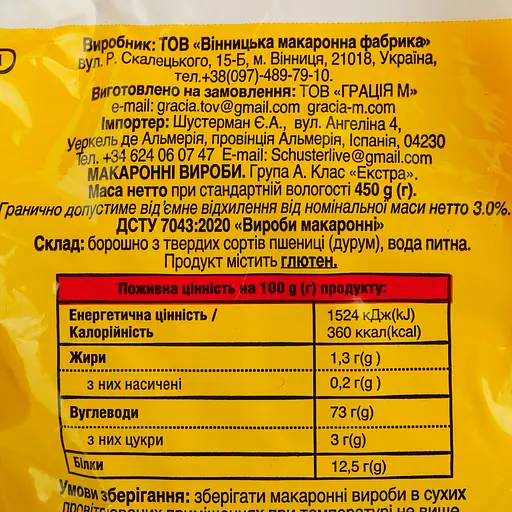 Виробник: ТОВ «Вінницька макаронна фабрика»
вул. Р. Скалецького, 15-Б, м. Вінниця, 21018, Україна,
тел.+38(097)-489-79-10.
Виготовлено на замовлення: ТОВ «ГРАЦІЯ М»
e-mail: gracia.tov@gmail.com gracia-m.com
Імпортер: Шустерман Є.А., вул. Ангеліна 4,
Уеркель де Альмерія, провінція Альмерія, Іспанія, 04230
Тел. +34 624 06 07 47 E-mail: Schusterlive@gmail.com
МАКАРОННІ ВИРОБИ. Група А. Клас «Екстра».
Маса нетто при стандартній вологості 450 g (г).
Гранично допустиме від'ємне відхилення від номінальної маси нетто 3.0%.
ДСТУ 7043:2020 «Вироби макаронні»
Склад: борошно з твердих сортів пшениці (дурум), вода питна.
Продукт містить глютен.
Поживна цінність на 100 g (г) продукту:
Енергетична цінність / 1524 кДж(kJ)
Калорійність 360 ккал(kcal)
Жири 1,3 г(g )
з них насичені 0,2 г(g )
Вуглеводи 73 г(g)
з них цукри 3 г(g)
Білки 12,5 г(g)
Умови зберігання: зберігати макаронні вироби в сухих
приміщеннях при температурі не вище